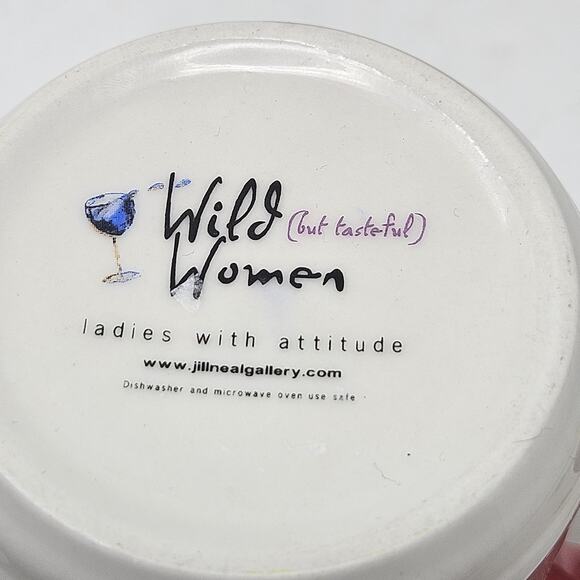 Wild (but tasteful)
Women
ladies with attitude
www.jillnealgallery.com
Dishwasher and microwave oven use safe